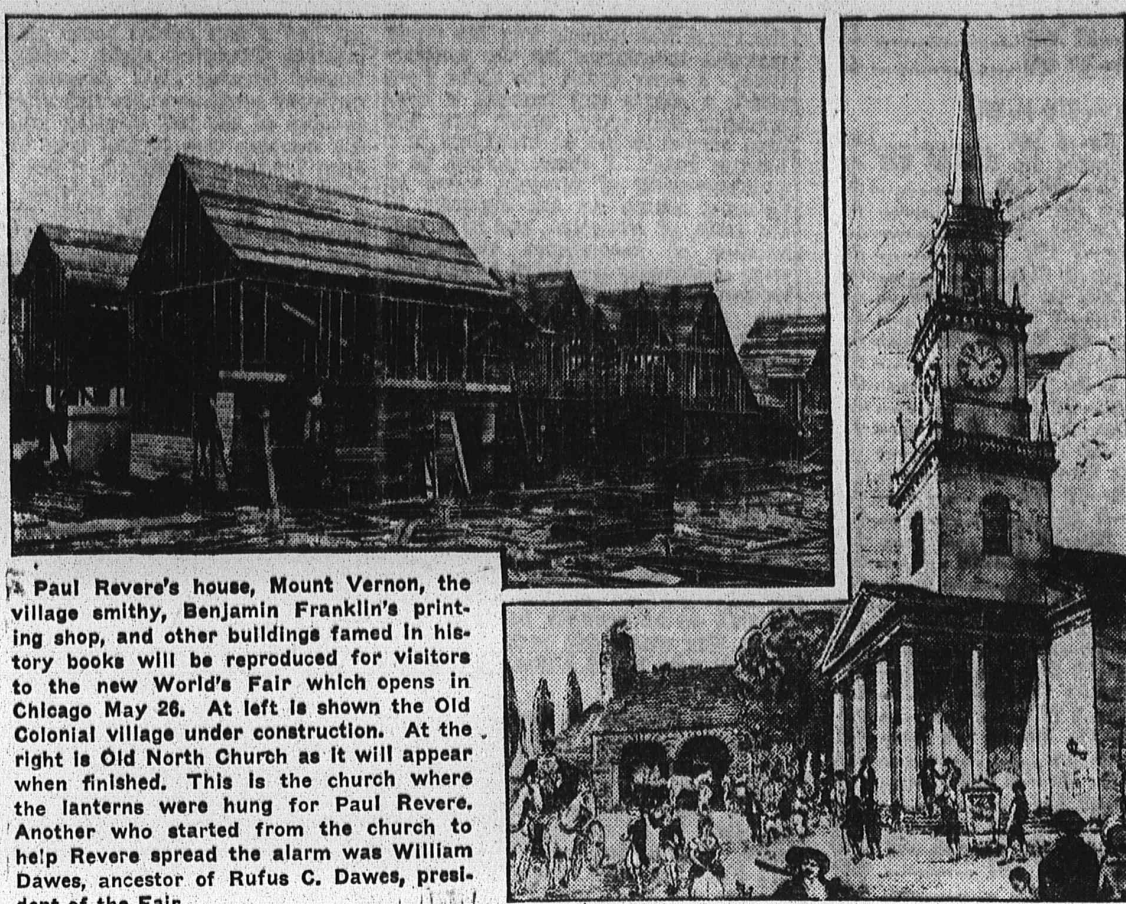 Paul Revere's house, Mount Vernon, the
village smithy, Benjamin Franklin's print-
ing shop, and other buildings famed in his-
tory books will be reproduced for visitors
to the new World's Fair which opens in
Chicago May 26. At left is shown the Old
Colonial village under construction. At the
right is Old North Church as it will appear
when finished. This is the church where
the lanterns were hung for Paul Revere.
Another who started from the church to
help Revere spread the alarm was William
Dawes, ancestor of Rufus C. Dawes, presi-
dent of the Fair